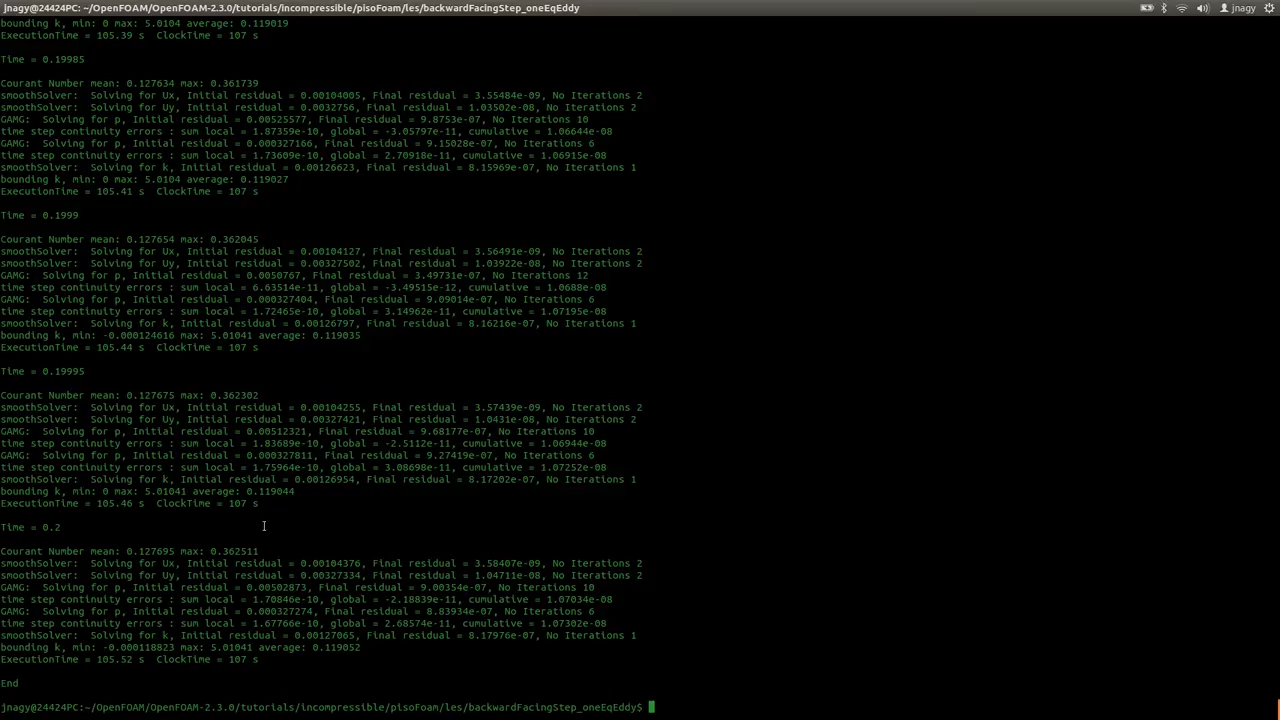 jnagy@24424PC: ~/OpenFOAM/OpenFOAM-2.3.0/tutorials/incompressible/pisoFoam/les/backwardFacingStep_oneEqEddy
jnagy
bounding k, min: 0 max: 5.0104 average: 0.119019
ExecutionTime = 105.39 s  ClockTime = 107 s
Time = 0.19985
Courant Number mean: 0.127634 max: 0.361739
smoothSolver:  Solving for Ux, Initial residual = 0.00104005, Final residual = 3.55484e-09, No Iterations 2
smoothSolver:  Solving for Uy, Initial residual = 0.0032756, Final residual = 1.03502e-08, No Iterations 2
GAMG:  Solving for p, Initial residual = 0.00525577, Final residual = 9.8753e-07, No Iterations 10
time step continuity errors : sum local = 1.87359e-10, global = -3.05797e-11, cumulative = 1.06644e-08
GAMG:  Solving for p, Initial residual = 0.000327166, Final residual = 9.15028e-07, No Iterations 6
time step continuity errors : sum local = 1.73609e-10, global = 2.70918e-11, cumulative = 1.06915e-08
smoothSolver:  Solving for k, Initial residual = 0.00126623, Final residual = 8.15969e-07, No Iterations 1
bounding k, min: 0 max: 5.0104 average: 0.119027
ExecutionTime = 105.41 s  ClockTime = 107 s
Time = 0.1999
Courant Number mean: 0.127654 max: 0.362045
smoothSolver:  Solving for Ux, Initial residual = 0.00104127, Final residual = 3.56491e-09, No Iterations 2
smoothSolver:  Solving for Uy, Initial residual = 0.00327502, Final residual = 1.03922e-08, No Iterations 2
GAMG:  Solving for p, Initial residual = 0.0050767, Final residual = 3.49731e-07, No Iterations 12
time step continuity errors : sum local = 6.63514e-11, global = -3.49515e-12, cumulative = 1.0688e-08
GAMG:  Solving for p, Initial residual = 0.000327404, Final residual = 9.09014e-07, No Iterations 6
time step continuity errors : sum local = 1.72465e-10, global = 3.14962e-11, cumulative = 1.07195e-08
smoothSolver:  Solving for k, Initial residual = 0.00126797, Final residual = 8.16216e-07, No Iterations 1
bounding k, min: -0.000124616 max: 5.01041 average: 0.119035
ExecutionTime = 105.44 s  ClockTime = 107 s
Time = 0.19995
Courant Number mean: 0.127675 max: 0.362302
smoothSolver:  Solving for Ux, Initial residual = 0.00104255, Final residual = 3.57439e-09, No Iterations 2
smoothSolver:  Solving for Uy, Initial residual = 0.00327421, Final residual = 1.0431e-08, No Iterations 2
GAMG:  Solving for p, Initial residual = 0.00512321, Final residual = 9.68177e-07, No Iterations 10
time step continuity errors : sum local = 1.83689e-10, global = -2.5112e-11, cumulative = 1.06944e-08
GAMG:  Solving for p, Initial residual = 0.000327811, Final residual = 9.27419e-07, No Iterations 6
time step continuity errors : sum local = 1.75964e-10, global = 3.08698e-11, cumulative = 1.07252e-08
smoothSolver:  Solving for k, Initial residual = 0.00126954, Final residual = 8.17202e-07, No Iterations 1
bounding k, min: 0 max: 5.01041 average: 0.119044
ExecutionTime = 105.46 s  ClockTime = 107 s
Time = 0.2
Courant Number mean: 0.127695 max: 0.362511
smoothSolver:  Solving for Ux, Initial residual = 0.00104376, Final residual = 3.58407e-09, No Iterations 2
smoothSolver:  Solving for Uy, Initial residual = 0.00327334, Final residual = 1.04711e-08, No Iterations 2
GAMG:  Solving for p, Initial residual = 0.00502873, Final residual = 9.00354e-07, No Iterations 10
time step continuity errors : sum local = 1.70846e-10, global = -2.18839e-11, cumulative = 1.07034e-08
GAMG:  Solving for p, Initial residual = 0.000327274, Final residual = 8.83934e-07, No Iterations 6
time step continuity errors : sum local = 1.67766e-10, global = 2.68574e-11, cumulative = 1.07302e-08
smoothSolver:  Solving for k, Initial residual = 0.00127065, Final residual = 8.17976e-07, No Iterations 1
bounding k, min: -0.000118823 max: 5.01041 average: 0.119052
ExecutionTime = 105.52 s  ClockTime = 107 s
End
jnagy@24424PC:~/OpenFOAM/OpenFOAM-2.3.0/tutorials/incompressible/pisoFoam/les/backwardFacingStep_oneEqEddy$